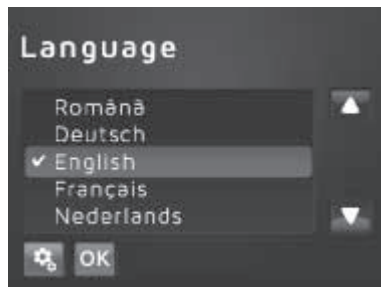 Language
Română
Deutsch
English
Français
Nederlands
OK